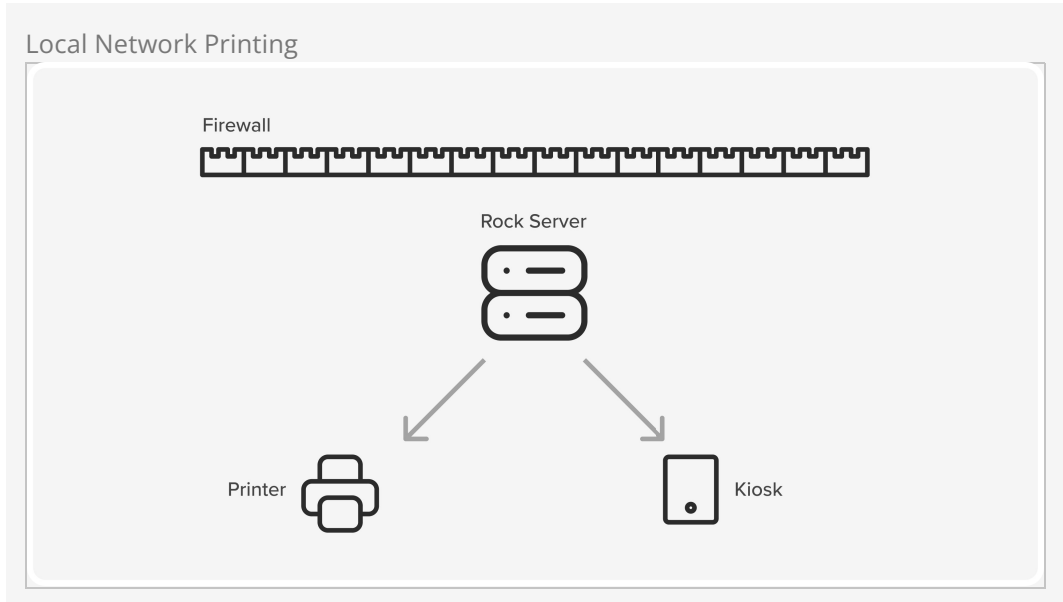 Local Network Printing
Firewall
Rock Server
Printer
Kiosk